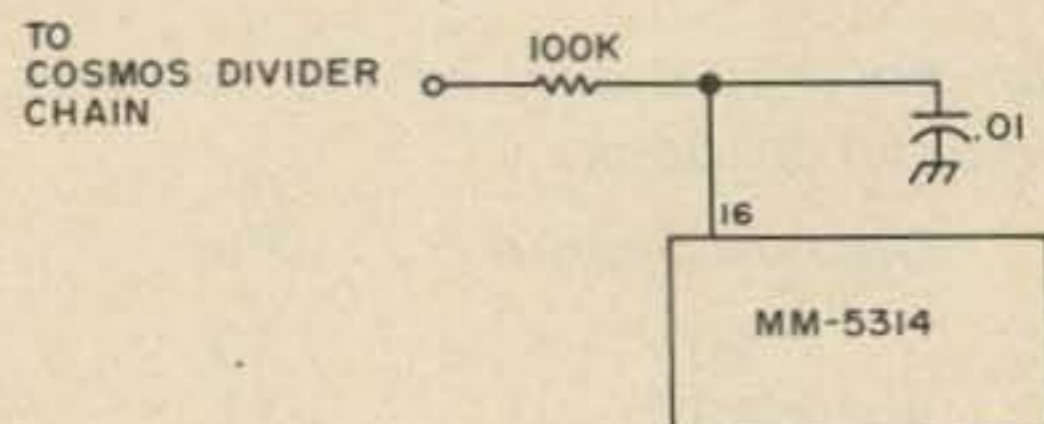 TO
COSMOS DIVIDER
CHAIN
100K
.01
16
MM-5314